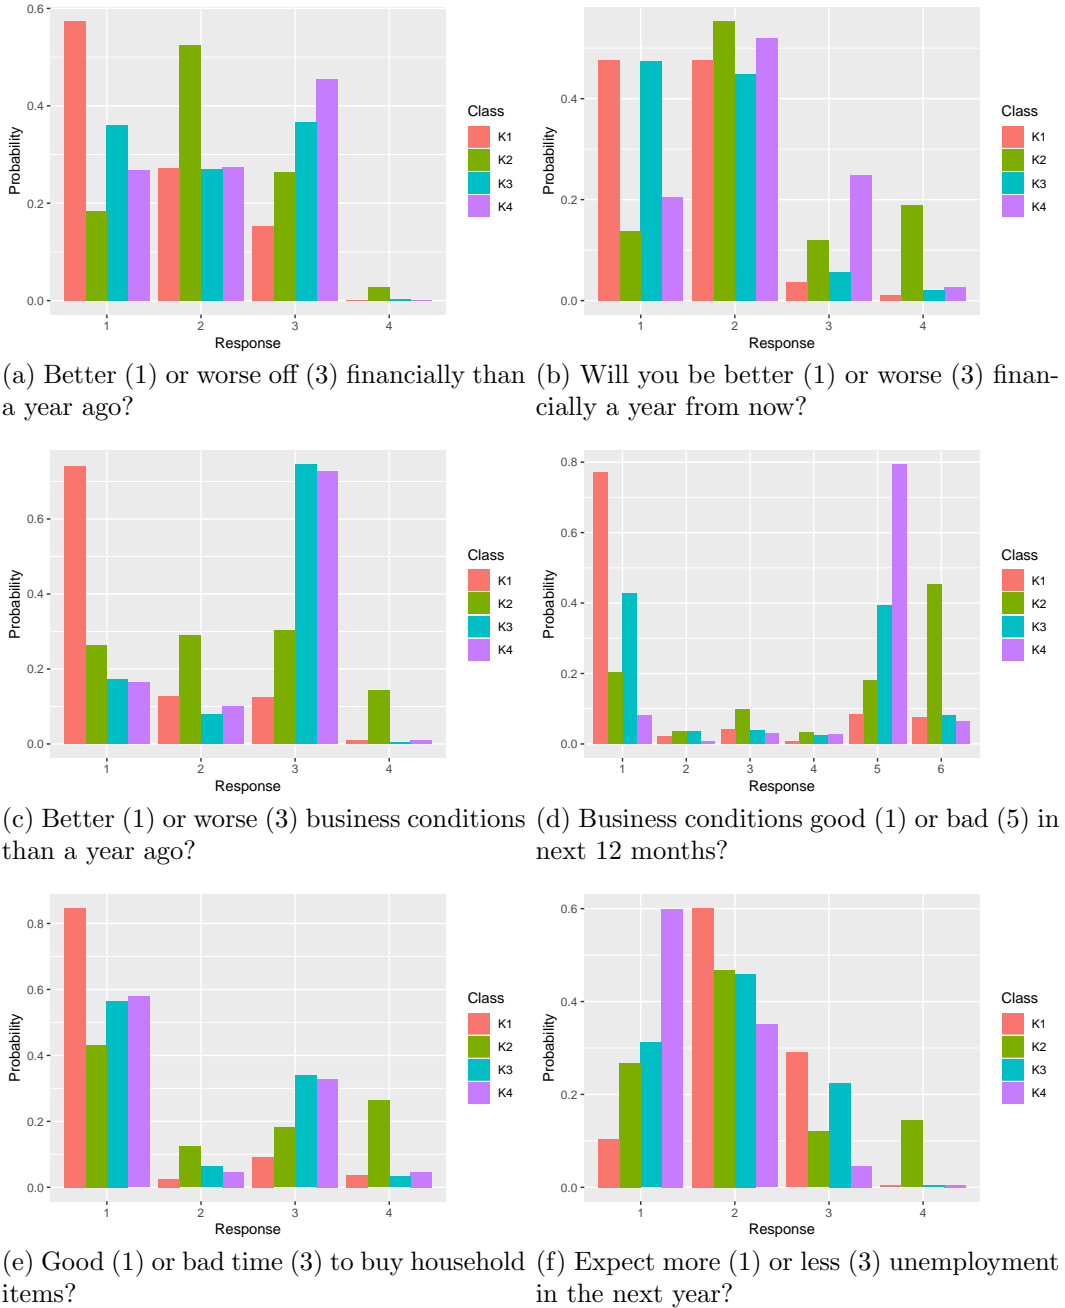 0.6
0.4
0.2
0.0
Probability
1 2 3 4
Response
Class
K1
K2
K3
K4
0.4
0.2
0.0
Probability
1 2 3 4
Response
Class
K1
K2
K3
K4
(a) Better (1) or worse off (3) financially than
a year ago?
(b) Will you be better (1) or worse (3) finan-
cially a year from now?
0.6
0.4
0.2
0.0
Probability
1 2 3 4
Response
Class
K1
K2
K3
K4
0.8
0.6
0.4
0.2
0.0
Probability
1 2 3 4 5 6
Response
Class
K1
K2
K3
K4
(c) Better (1) or worse (3) business conditions
than a year ago?
(d) Business conditions good (1) or bad (5) in
next 12 months?
0.8
0.6
0.4
0.2
0.0
Probability
1 2 3 4
Response
Class
K1
K2
K3
K4
0.6
0.4
0.2
0.0
Probability
1 2 3 4
Response
Class
K1
K2
K3
K4
(e) Good (1) or bad time (3) to buy household
items?
(f) Expect more (1) or less (3) unemployment
in the next year?